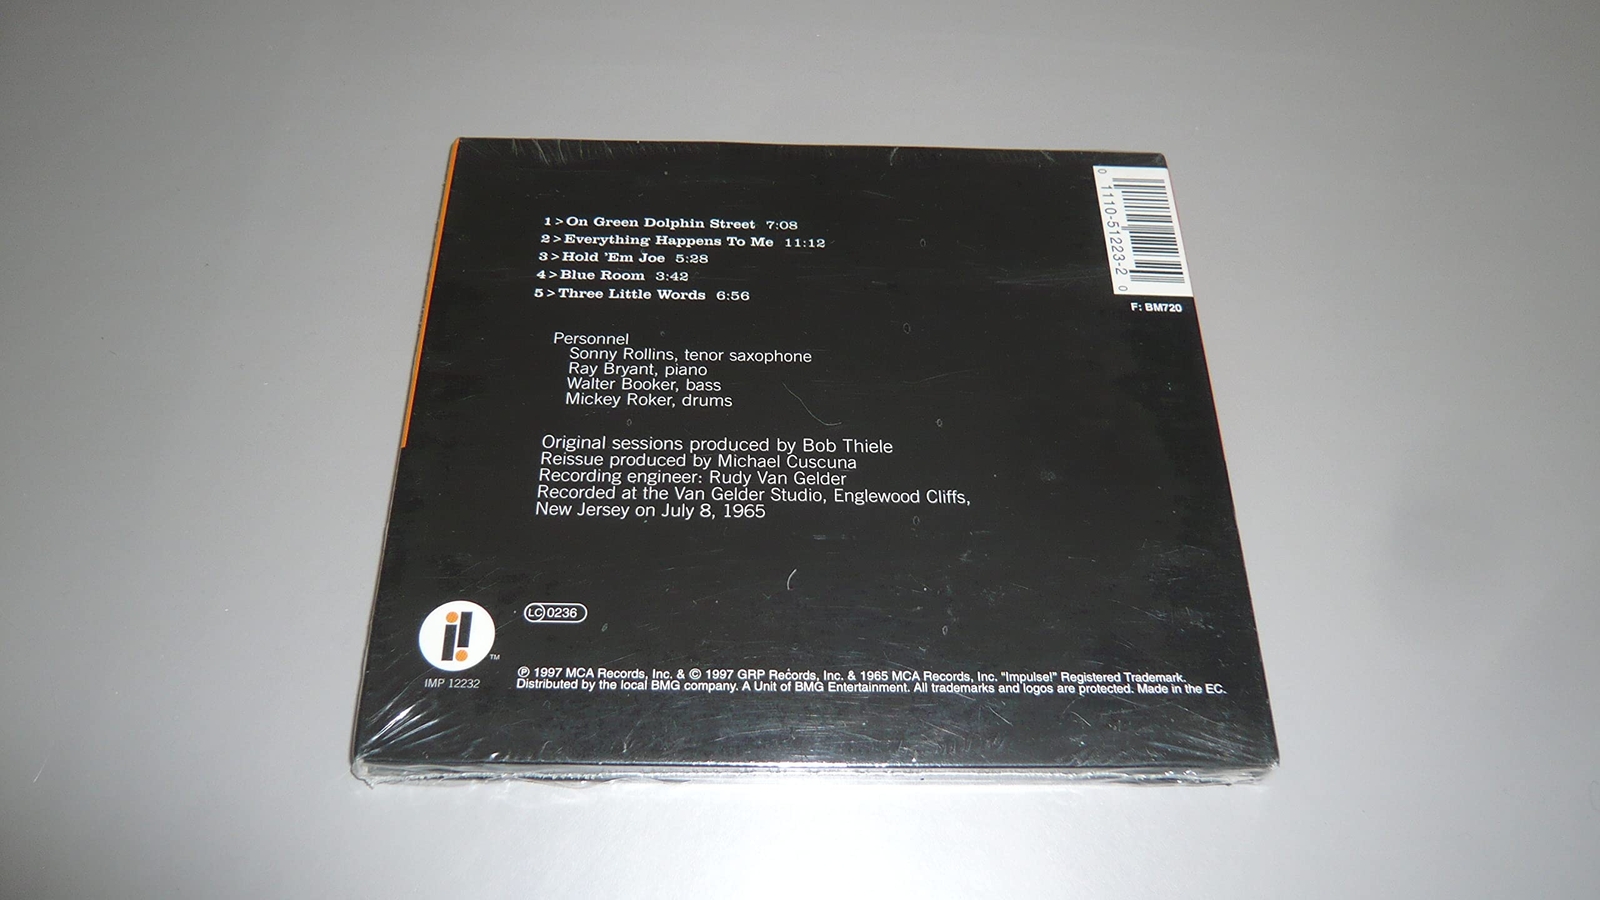 1>On Green Dolphin Street 7:08
2>Everything Happens To Me 11:12
3>Hold 'Em Joe 5:28
4>Blue Room 3:42
5>Three Little Words 6:56
Personnel
Sonny Rollins, tenor saxophone
Ray Bryant, piano
Walter Booker, bass
Mickey Roker, drums
Original sessions produced by Bob Thiele
Reissue produced by Michael Cuscuna
Recording engineer: Rudy Van Gelder
Recorded at the Van Gelder Studio, Englewood Cliffs,
New Jersey on July 8, 1965
0 1110-51223-2 0
F: BM720
LC 0236
i! TM
IMP 12232
℗ 1997 MCA Records, Inc. & © 1997 GRP Records, Inc. & 1965 MCA Records, Inc. "Impulse!" Registered Trademark.
Distributed by the local BMG company. A Unit of BMG Entertainment. All trademarks and logos are protected. Made in the EC.